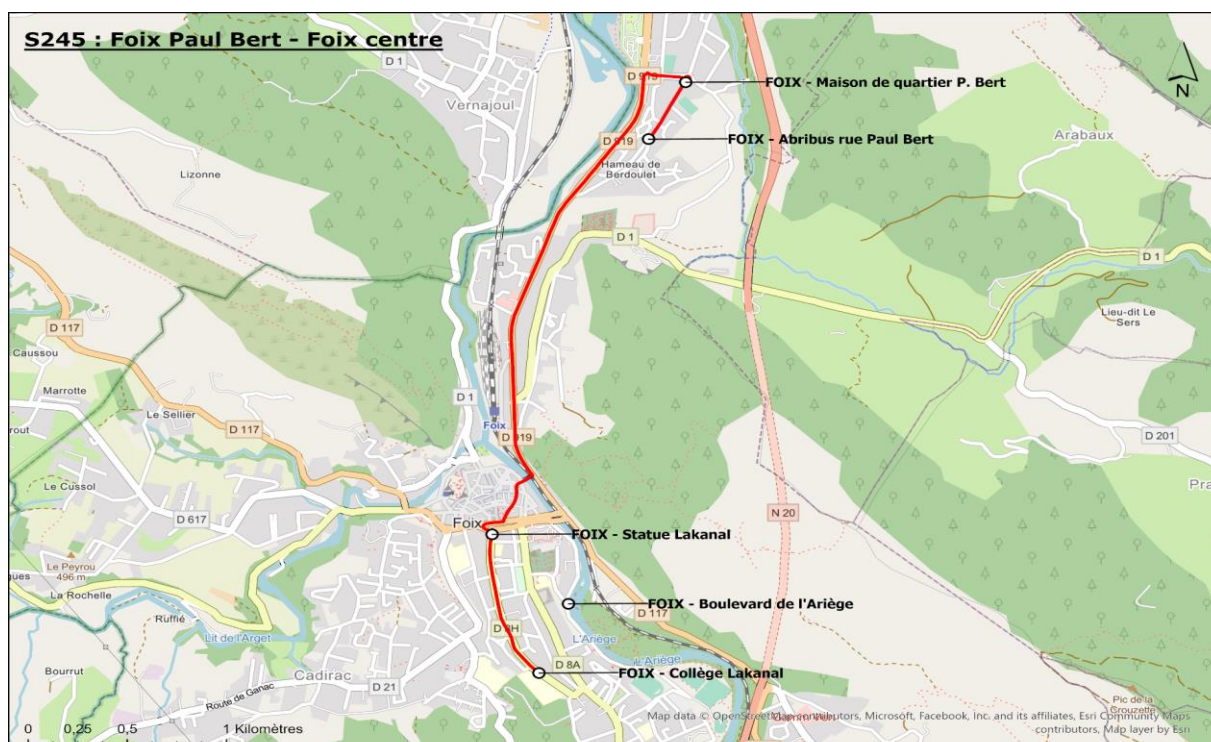 S245 : Foix Paul Bert - Foix centre
D 1
D 919
FOIX - Maison de quartier P. Bert
N
Vernajoul
D 919
FOIX - Abribus rue Paul Bert
Arabaux
Hameau de
Berdoulet
Lizonne
D 1
D 1
Lieu-dit Le
Sers
D 117
Caussou
Marrotte
Le Sellier
D 1
Foix
D 117
D 919
D 201
Le Cussol
D 617
Foix
N 20
FOIX - Statue Lakanal
Le Peyrou
496 m
La Rochelle
FOIX - Boulevard de l'Ariège
D 117
Ruffié
Lit de l'Arget
L'Ariège
D 8A
L'Ariège
FOIX - Collège Lakanal
Bourrut
Cadirac
D 21
Route de Ganac
Pic de la
Crouzette
0 0,25 0,5 1 Kilomètres
Map data © OpenStreetMap contributors, Microsoft, Facebook, Inc. and its affiliates, Esri Community Maps
contributors, Map layer by Esri